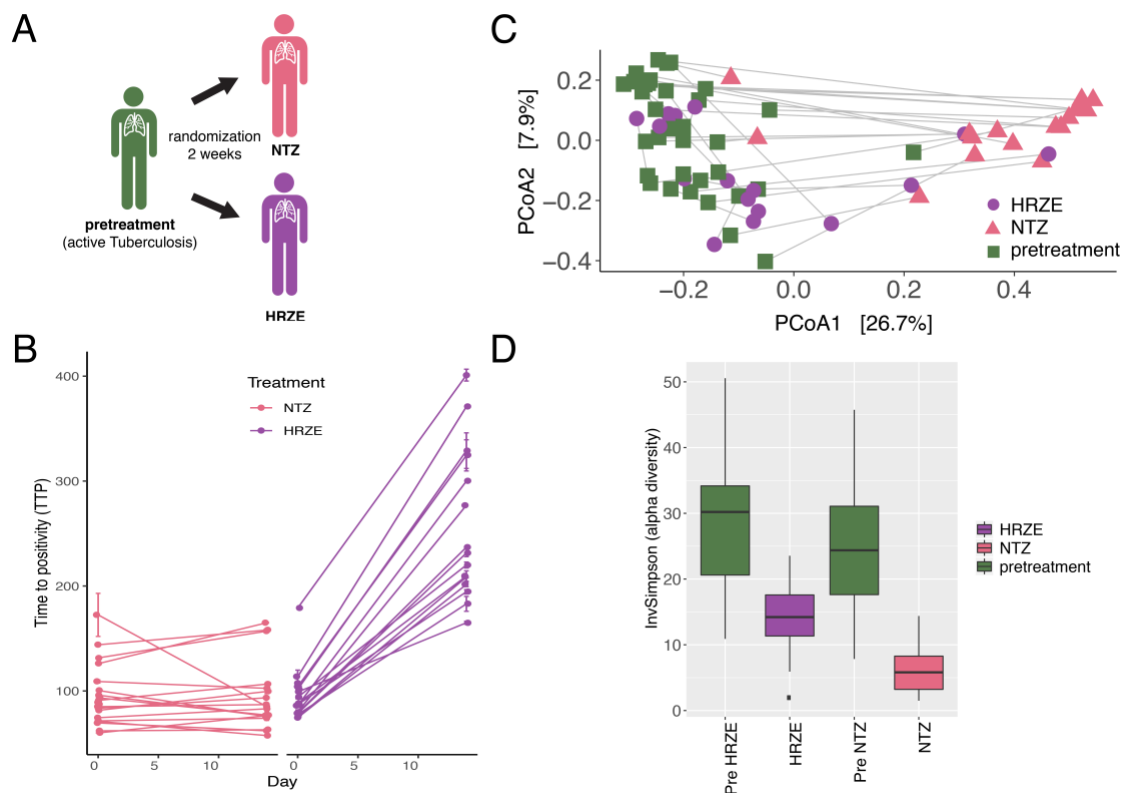 A
randomization
2 weeks
NTZ
pretreatment
(active Tuberculosis)
HRZE
B
Time to positivity (TTP)
400
300
200
100
Treatment
NTZ
HRZE
0 5 10 0 5 10
Day
C
PCoA2 [7.9%]
0.2
0.0
−0.2
−0.4
HRZE
NTZ
pretreatment
−0.2 0.0 0.2 0.4
PCoA1 [26.7%]
D
InvSimpson (alpha diversity)
50
40
30
20
10
0
HRZE
NTZ
pretreatment
Pre HRZE
HRZE
Pre NTZ
NTZ